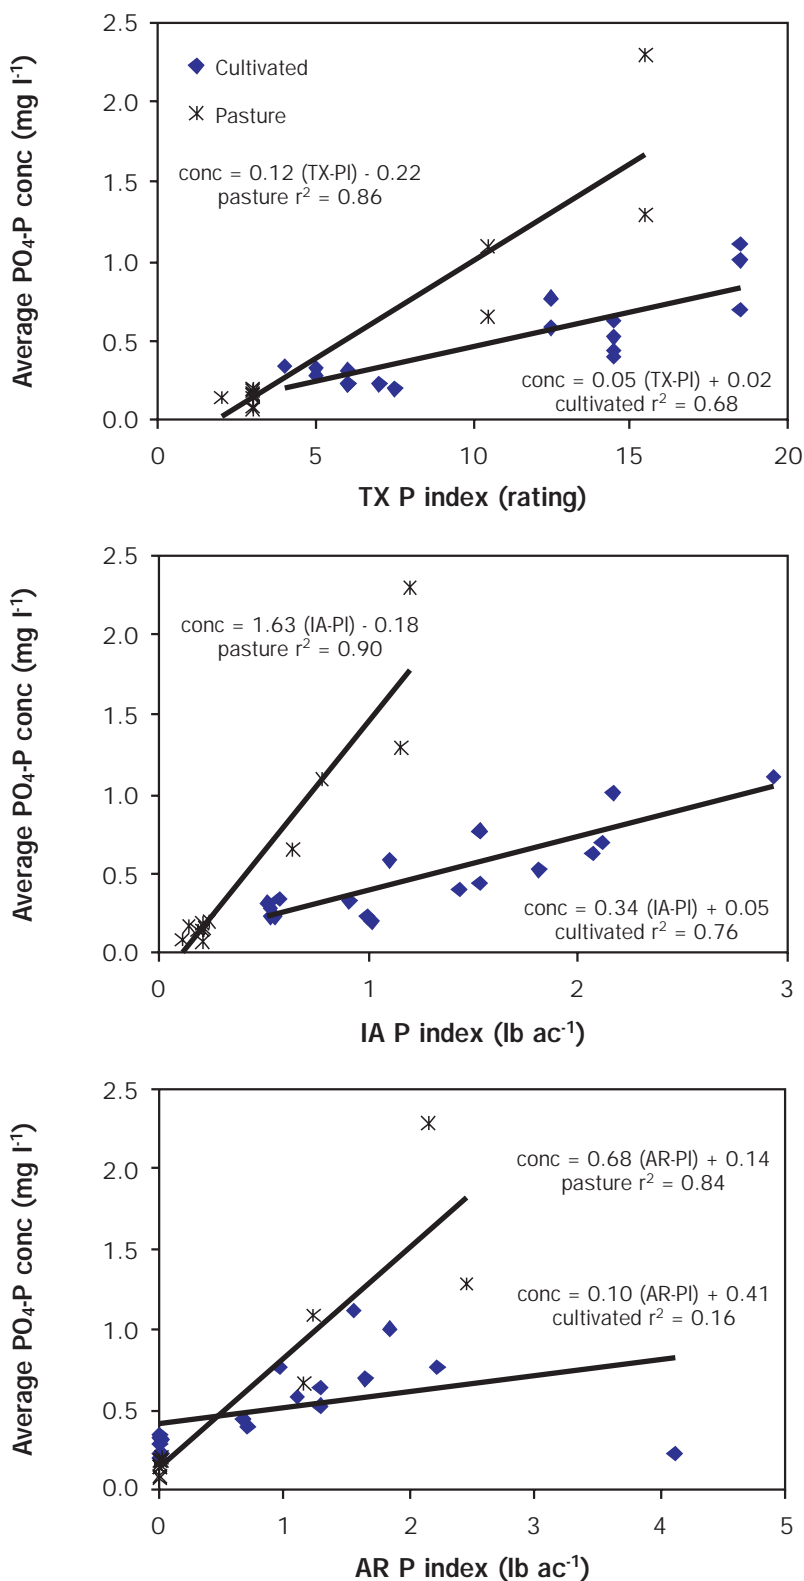 Average PO₄-P conc (mg l⁻¹)
2.5
2.0
1.5
1.0
0.5
0.0
Cultivated
Pasture
conc = 0.12 (TX-PI) - 0.22
pasture r² = 0.86
conc = 0.05 (TX-PI) + 0.02
cultivated r² = 0.68
0 5 10 15 20
TX P index (rating)
Average PO₄-P conc (mg l⁻¹)
2.5
2.0
1.5
1.0
0.5
0.0
conc = 1.63 (IA-PI) - 0.18
pasture r² = 0.90
conc = 0.34 (IA-PI) + 0.05
cultivated r² = 0.76
0 1 2 3
IA P index (lb ac⁻¹)
Average PO₄-P conc (mg l⁻¹)
2.5
2.0
1.5
1.0
0.5
0.0
conc = 0.68 (AR-PI) + 0.14
pasture r² = 0.84
conc = 0.10 (AR-PI) + 0.41
cultivated r² = 0.16
0 1 2 3 4 5
AR P index (lb ac⁻¹)